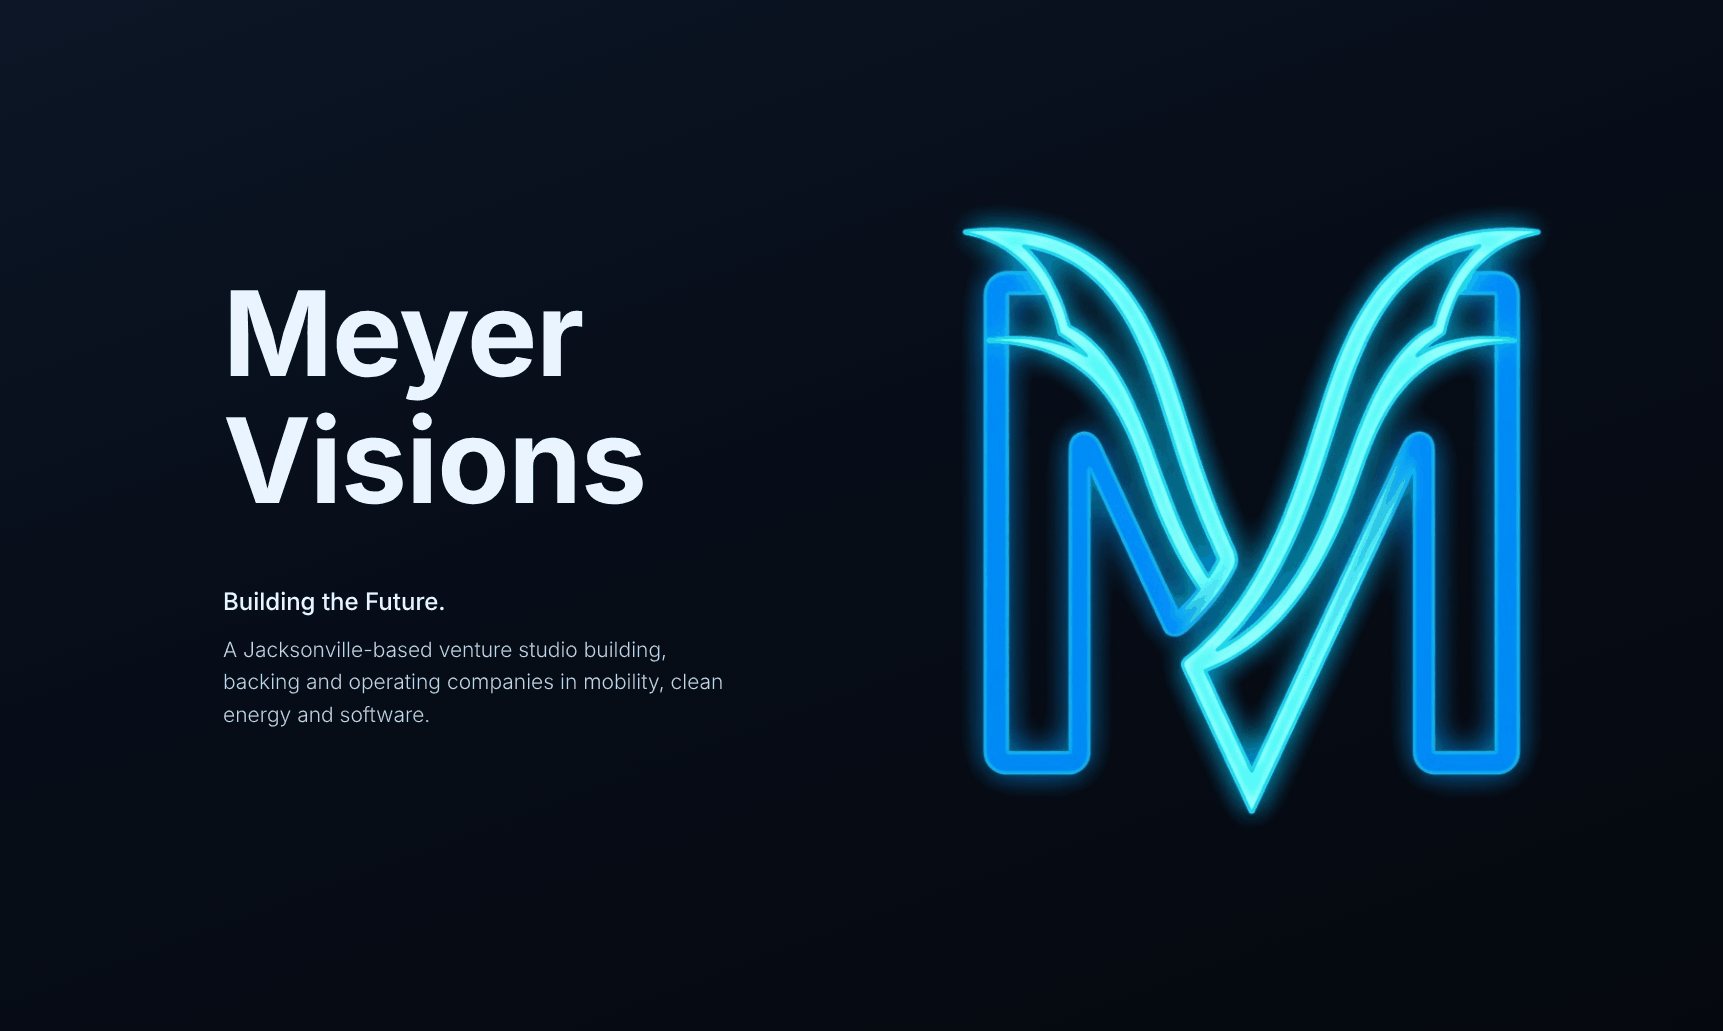 Meyer
Visions
Building the Future.
A Jacksonville-based venture studio building,
backing and operating companies in mobility, clean
energy and software.